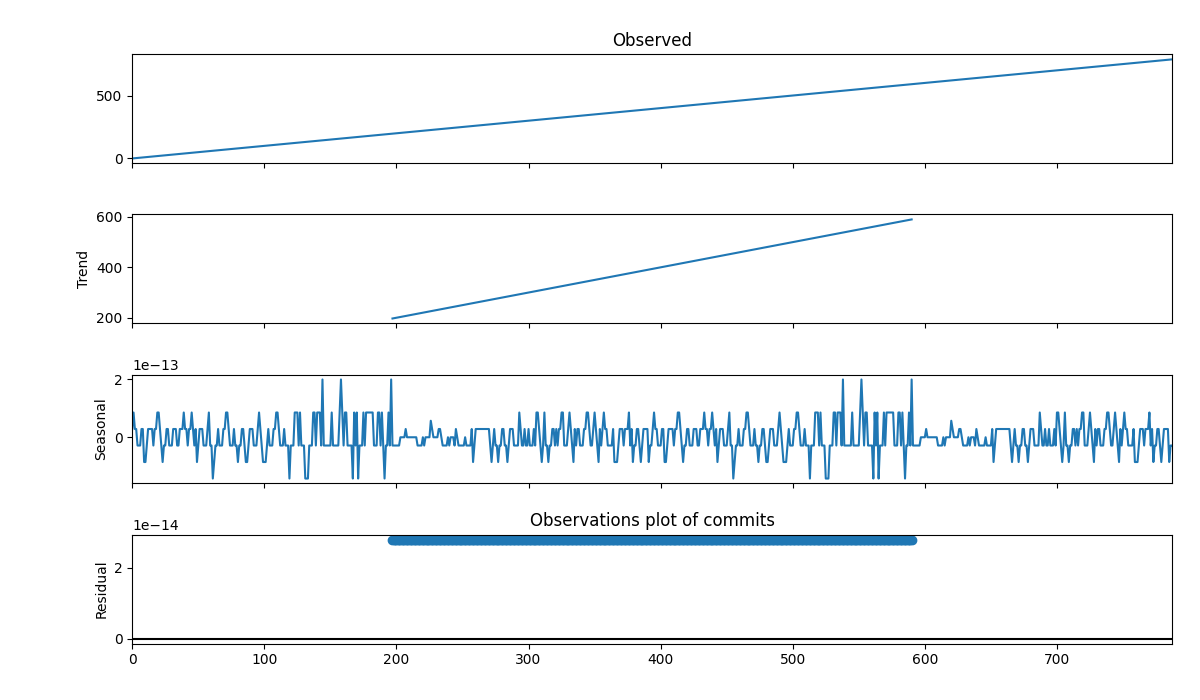 Observed
500
0
600
Trend
400
200
1e−13
2
Seasonal
0
Observations plot of commits
1e−14
2
Residual
0
0 100 200 300 400 500 600 700